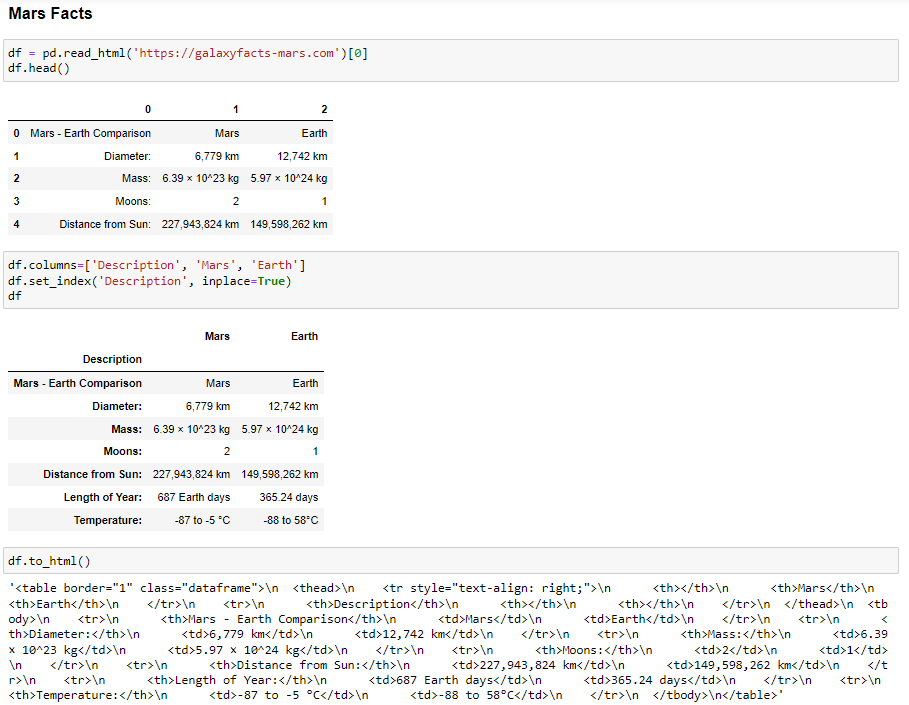 Mars Facts
df = pd.read_html('https://galaxyfacts-mars.com')[0]
df.head()
0 1 2
0 Mars - Earth Comparison Mars Earth
1 Diameter: 6,779 km 12,742 km
2 Mass: 6.39 × 10^23 kg 5.97 × 10^24 kg
3 Moons: 2 1
4 Distance from Sun: 227,943,824 km 149,598,262 km
df.columns=['Description', 'Mars', 'Earth']
df.set_index('Description', inplace=True)
df
Mars Earth
Description
Mars - Earth Comparison Mars Earth
Diameter: 6,779 km 12,742 km
Mass: 6.39 × 10^23 kg 5.97 × 10^24 kg
Moons: 2 1
Distance from Sun: 227,943,824 km 149,598,262 km
Length of Year: 687 Earth days 365.24 days
Temperature: -87 to -5 °C -88 to 58°C
df.to_html()
'<table border="1" class="dataframe">\n  <thead>\n    <tr style="text-align: right;">\n      <th></th>\n      <th>Mars</th>\n
<th>Earth</th>\n    </tr>\n    <tr>\n      <th>Description</th>\n      <th></th>\n      <th></th>\n    </tr>\n  </thead>\n  <tb
ody>\n    <tr>\n      <th>Mars - Earth Comparison</th>\n      <td>Mars</td>\n      <td>Earth</td>\n    </tr>\n    <tr>\n      <
th>Diameter:</th>\n      <td>6,779 km</td>\n      <td>12,742 km</td>\n    </tr>\n    <tr>\n      <th>Mass:</th>\n      <td>6.39
× 10^23 kg</td>\n      <td>5.97 × 10^24 kg</td>\n    </tr>\n    <tr>\n      <th>Moons:</th>\n      <td>2</td>\n      <td>1</td>
\n    </tr>\n    <tr>\n      <th>Distance from Sun:</th>\n      <td>227,943,824 km</td>\n      <td>149,598,262 km</td>\n    </t
r>\n    <tr>\n      <th>Length of Year:</th>\n      <td>687 Earth days</td>\n      <td>365.24 days</td>\n    </tr>\n    <tr>\n
<th>Temperature:</th>\n      <td>-87 to -5 °C</td>\n      <td>-88 to 58°C</td>\n    </tr>\n  </tbody>\n</table>'